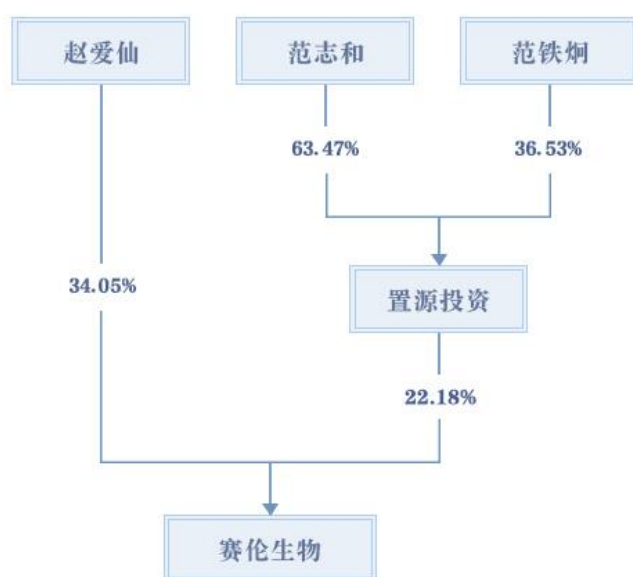 赵爱仙 范志和 范铁炯
63.47% 36.53%
34.05%
置源投资
22.18%
赛伦生物